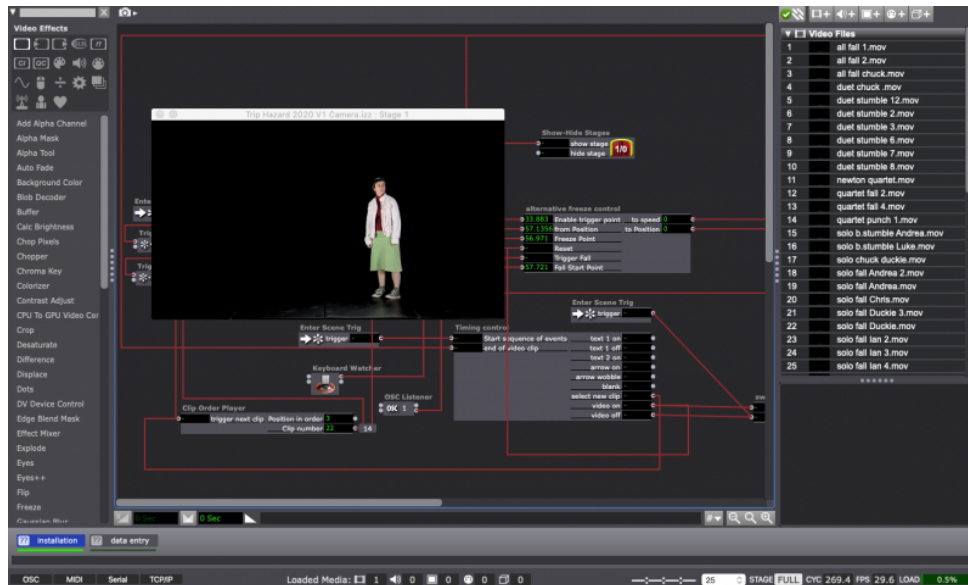 Video Effects
Add Alpha Channel
Alpha Mask
Alpha Tool
Auto Fade
Background Color
Blob Decoder
Buffer
Calc Brightness
Chop Pixels
Chopper
Chroma Key
Colorizer
Contrast Adjust
CPU To GPU Video Cor
Crop
Desaturate
Difference
Displace
Dots
DV Device Control
Edge Blend Mask
Effect Mixer
Explode
Eyes
Eyes++
Flip
Freeze
Gaussian Blur
Trip Hazard 2020 V1 Camera.izz : Stage 1
Show-Hide Stages
show stage
hide stage
1/0
alternative freeze control
33.883 Enable trigger point to speed 0
57.1356 from Position to Position 0
56.971 Freeze Point
Reset
Trigger Fall
57.721 Fall Start Point
Enter Scene Trig
trigger
Enter Scene Trig
trigger
Timing control
Start sequence of events text 1 on
end of video clip text 1 off
text 2 on
arrow on
arrow wobble
blank
select new clip
video on
video off
Keyboard Watcher
OSC Listener
OSC 1
Clip Order Player
trigger next clip Position in order 3
Clip number 22
14
0 Sec
0 Sec
Video Files
1 all fall 1.mov
2 all fall 2.mov
3 all fall chuck.mov
4 duet chuck .mov
5 duet stumble 12.mov
6 duet stumble 2.mov
7 duet stumble 3.mov
8 duet stumble 6.mov
9 duet stumble 7.mov
10 duet stumble 8.mov
11 newton quartet.mov
12 quartet fall 2.mov
13 quartet fall 4.mov
14 quartet punch 1.mov
15 solo b.stumble Andrea.mov
16 solo b.stumble Luke.mov
17 solo chuck duckie.mov
18 solo fall Andrea 2.mov
19 solo fall Andrea.mov
20 solo fall Chris.mov
21 solo fall Duckie 3.mov
22 solo fall Duckie.mov
23 solo fall Ian 2.mov
24 solo fall Ian 3.mov
25 solo fall Ian 4.mov
installation
data entry
OSC MIDI Serial TCP/IP Loaded Media: 1 0 0 0 0 25 STAGE FULL CYC 269.4 FPS 29.6 LOAD 0.5%